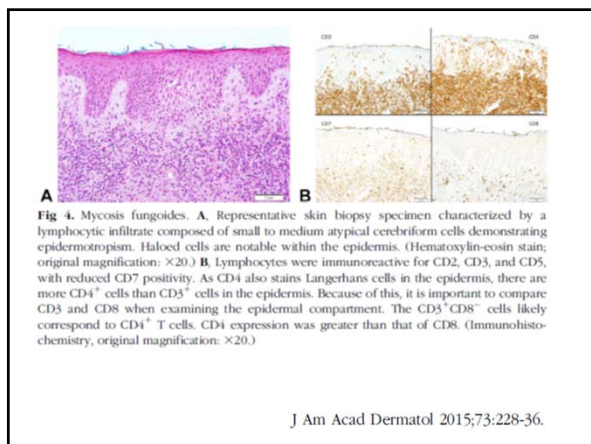 CD3 CD4
CD7 CD8
A B
Fig 4. Mycosis fungoides. A, Representative skin biopsy specimen characterized by a
lymphocytic infiltrate composed of small to medium atypical cerebriform cells demonstrating
epidermotropism. Haloed cells are notable within the epidermis. (Hematoxylin-eosin stain;
original magnification: ×20.) B, Lymphocytes were immunoreactive for CD2, CD3, and CD5,
with reduced CD7 positivity. As CD4 also stains Langerhans cells in the epidermis, there are
more CD4⁺ cells than CD3⁺ cells in the epidermis. Because of this, it is important to compare
CD3 and CD8 when examining the epidermal compartment. The CD3⁺CD8⁻ cells likely
correspond to CD4⁺ T cells. CD4 expression was greater than that of CD8. (Immunohisto-
chemistry, original magnification: ×20.)
J Am Acad Dermatol 2015;73:228-36.